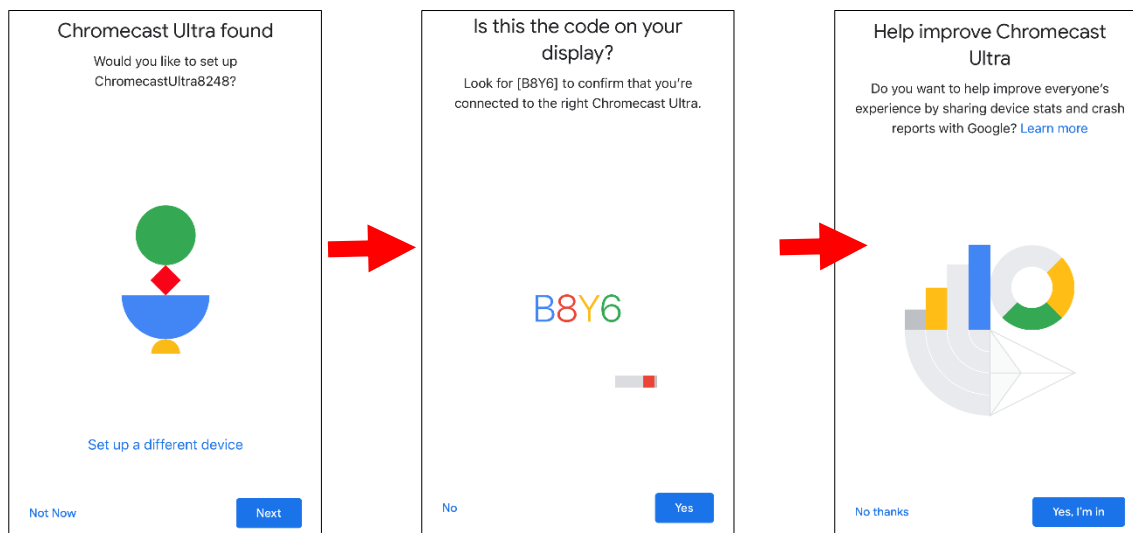 Chromecast Ultra found
Would you like to set up
ChromecastUltra8248?
Set up a different device
Not Now
Next
Is this the code on your
display?
Look for [B8Y6] to confirm that you're
connected to the right Chromecast Ultra.
B8Y6
No
Yes
Help improve Chromecast
Ultra
Do you want to help improve everyone's
experience by sharing device stats and crash
reports with Google? Learn more
No thanks
Yes, I'm in